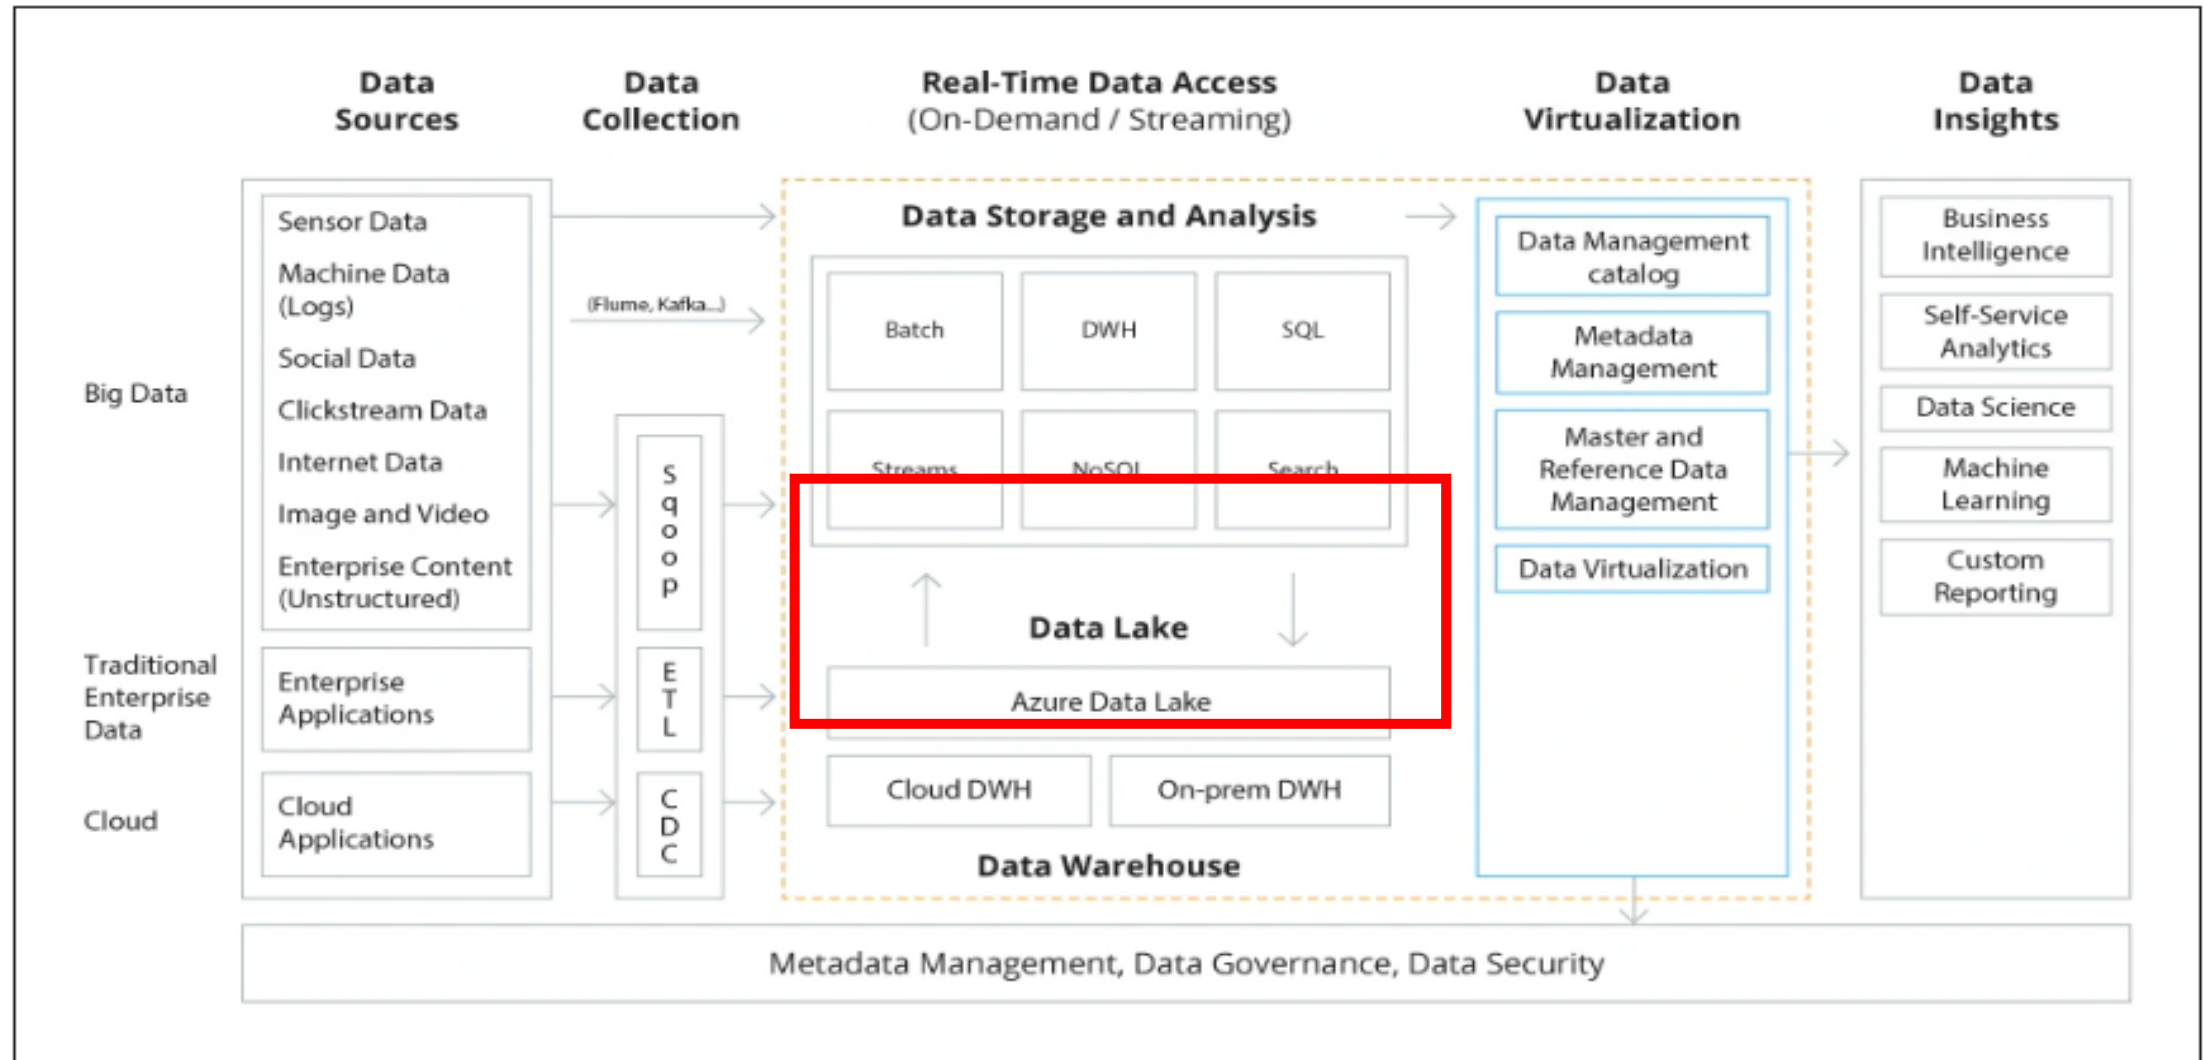 Data
Sources
Data
Collection
Real-Time Data Access
(On-Demand / Streaming)
Data
Virtualization
Data
Insights
Big Data
Traditional
Enterprise
Data
Cloud
Sensor Data
Machine Data
(Logs)
Social Data
Clickstream Data
Internet Data
Image and Video
Enterprise Content
(Unstructured)
Enterprise
Applications
Cloud
Applications
(Flume, Kafka...)
Sqoop
ETL
CDC
Data Storage and Analysis
Batch
DWH
SQL
Streams
NoSQL
Search
Data Lake
Azure Data Lake
Cloud DWH
On-prem DWH
Data Warehouse
Data Management
catalog
Metadata
Management
Master and
Reference Data
Management
Data Virtualization
Business
Intelligence
Self-Service
Analytics
Data Science
Machine
Learning
Custom
Reporting
Metadata Management, Data Governance, Data Security